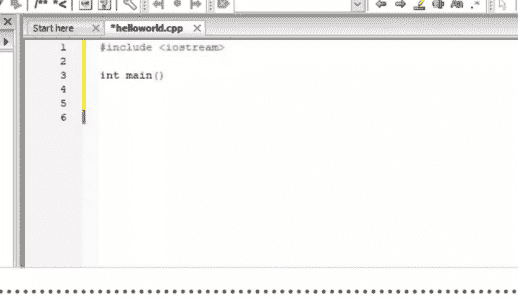 Start here
*helloworld.cpp
1 #include <iostream>
2
3 int main()
4
5
6